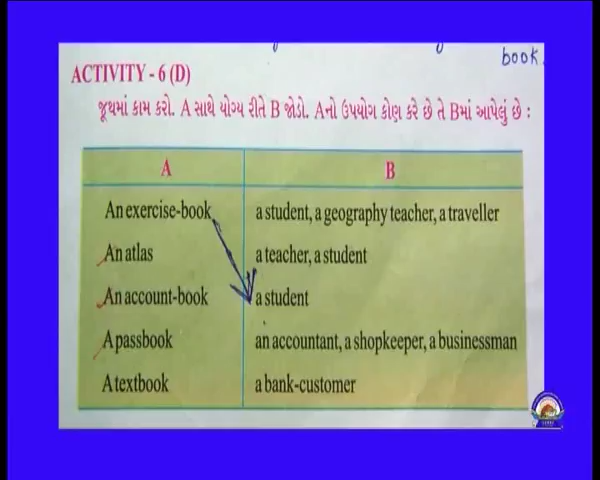 book.
ACTIVITY - 6 (D)
જૂથમાં કામ કરો. A સાથે યોગ્ય રીતે B જોડો. Aનો ઉપયોગ કોણ કરે છે તે Bમાં આપેલું છે :
A B
An exercise-book a student, a geography teacher, a traveller
An atlas a teacher, a student
An account-book a student
A passbook an accountant, a shopkeeper, a businessman
A textbook a bank-customer